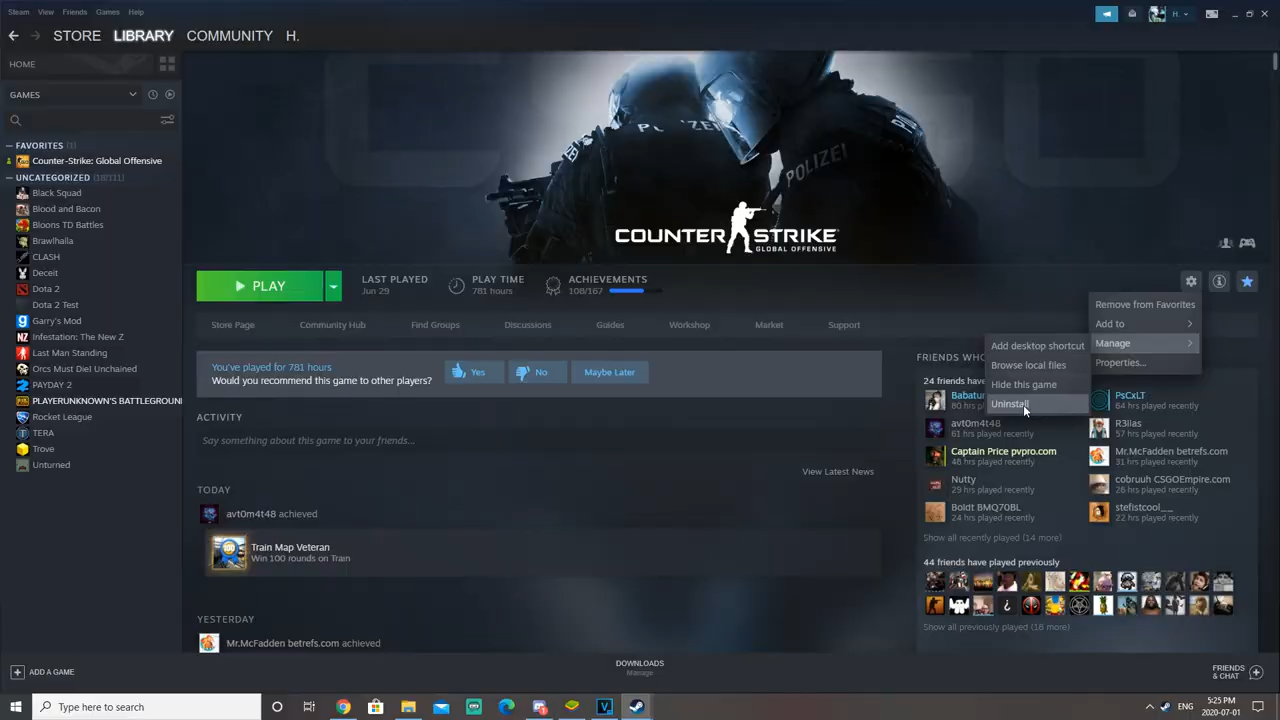 Steam View Friends Games Help
H.
STORE LIBRARY COMMUNITY H.
HOME
GAMES
FAVORITES (1)
Counter-Strike: Global Offensive
UNCATEGORIZED
Black Squad
Blood and Bacon
Bloons TD Battles
Brawlhalla
CLASH
Deceit
Dota 2
Dota 2 Test
Garry's Mod
Infestation: The New Z
Last Man Standing
Orcs Must Die! Unchained
PAYDAY 2
PLAYERUNKNOWN'S BATTLEGROUN
Rocket League
TERA
Trove
Unturned
ADD A GAME
POLIZEI
POLIZEI
COUNTER STRIKE
GLOBAL OFFENSIVE
PLAY
LAST PLAYED
Jun 29
PLAY TIME
781 hours
ACHIEVEMENTS
108/167
Store Page Community Hub Find Groups Discussions Guides Workshop Market Support
You've played for 781 hours
Would you recommend this game to other players?
Yes
No
Maybe Later
ACTIVITY
Say something about this game to your friends...
View Latest News
TODAY
avt0m4t48 achieved
100
Train Map Veteran
Win 100 rounds on Train
YESTERDAY
Mr.McFadden betrefs.com achieved
Remove from Favorites
Add to
Manage
Properties...
Add desktop shortcut
Browse local files
Hide this game
Uninstall
FRIENDS WHO
24 friends have
Babatu
80 hrs
PsCxLT
64 hrs played recently
avt0m4t48
61 hrs played recently
R3lias
57 hrs played recently
Captain Price pvpro.com
48 hrs played recently
Mr.McFadden betrefs.com
31 hrs played recently
Nutty
29 hrs played recently
cobruuh CSGOEmpire.com
26 hrs played recently
Boldt BMQ70BL
24 hrs played recently
stefistcool__
22 hrs played recently
Show all recently played (14 more)
44 friends have played previously
Show all previously played (16 more)
DOWNLOADS
Manage
FRIENDS
& CHAT
Type here to search
ENG
5:25 PM
2020-07-01